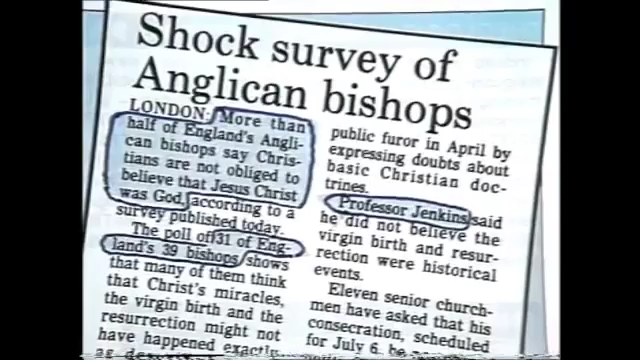 Shock survey of
Anglican bishops
LONDON: More than
half of England's Angli-
can bishops say Chris-
tians are not obliged to
believe that Jesus Christ
was God, according to a
survey published today.
The poll of 31 of Eng-
land's 39 bishops shows
that many of them think
that Christ's miracles,
the virgin birth and the
resurrection might not
have happened exactly
public furor in April by
expressing doubts about
basic Christian doc-
trines.
Professor Jenkins said
he did not believe the
virgin birth and resur-
rection were historical
events.
Eleven senior church-
men have asked that his
consecration, scheduled
for July 6, be